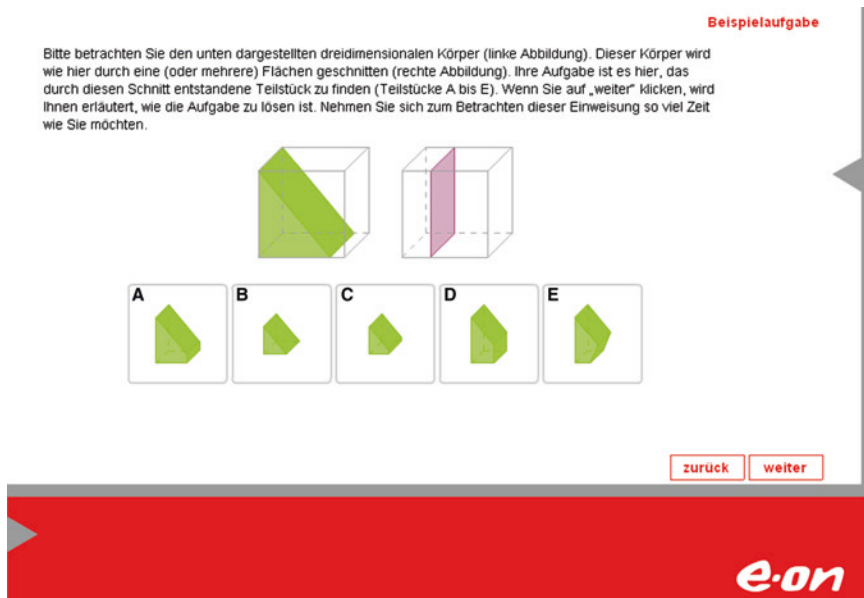 Beispielaufgabe
Bitte betrachten Sie den unten dargestellten dreidimensionalen Körper (linke Abbildung). Dieser Körper wird
wie hier durch eine (oder mehrere) Flächen geschnitten (rechte Abbildung). Ihre Aufgabe ist es hier, das
durch diesen Schnitt entstandene Teilstück zu finden (Teilstücke A bis E). Wenn Sie auf „weiter" klicken, wird
Ihnen erläutert, wie die Aufgabe zu lösen ist. Nehmen Sie sich zum Betrachten dieser Einweisung so viel Zeit
wie Sie möchten.
A B C D E
zurück weiter
e·on